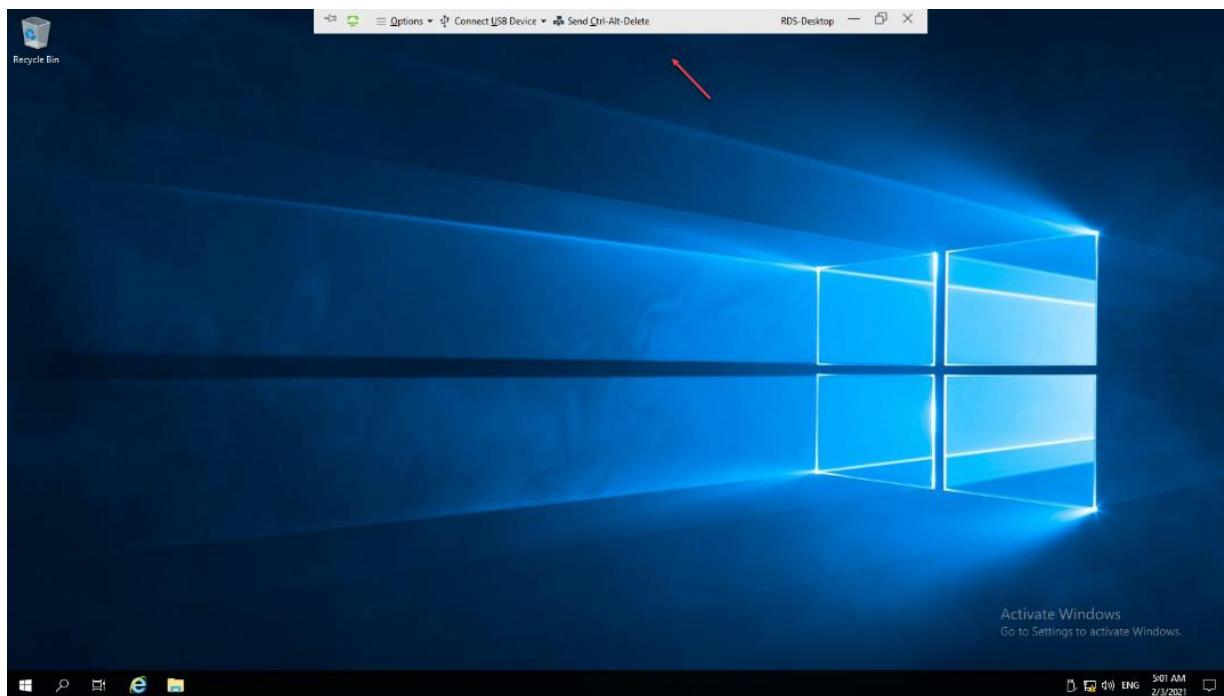 Options Connect USB Device Send Ctrl-Alt-Delete RDS-Desktop
Recycle Bin
Activate Windows
Go to Settings to activate Windows.
ENG 5:01 AM
2/3/2021